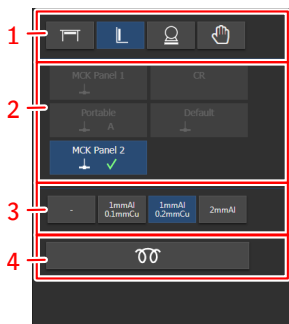 1
2
MCK Panel 1
CR
Portable
A
Default
MCK Panel 2
3
-
1mmAl
0.1mmCu
1mmAl
0.2mmCu
2mmAl
4